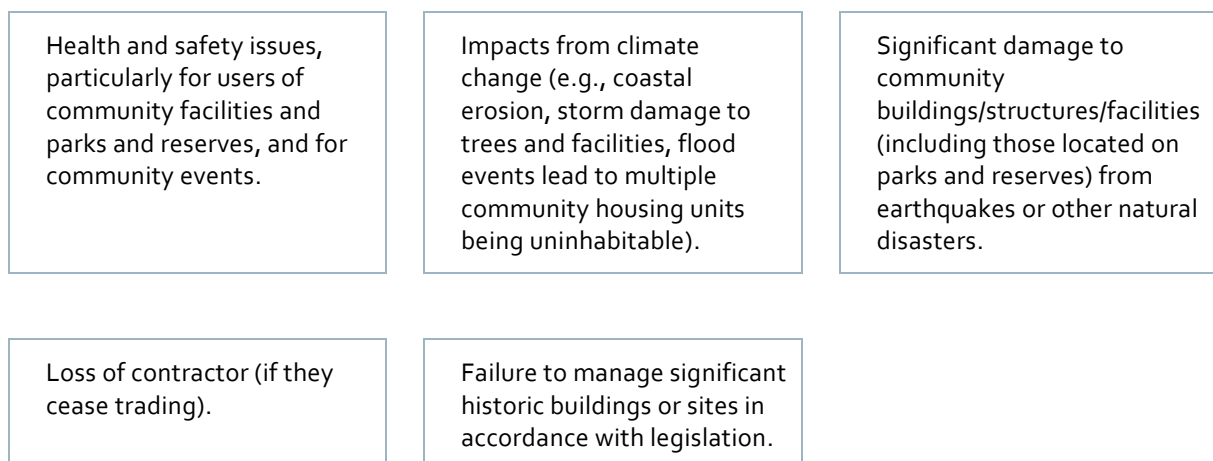 Health and safety issues,
particularly for users of
community facilities and
parks and reserves, and for
community events.
Impacts from climate
change (e.g., coastal
erosion, storm damage to
trees and facilities, flood
events lead to multiple
community housing units
being uninhabitable).
Significant damage to
community
buildings/structures/facilities
(including those located on
parks and reserves) from
earthquakes or other natural
disasters.
Loss of contractor (if they
cease trading).
Failure to manage significant
historic buildings or sites in
accordance with legislation.